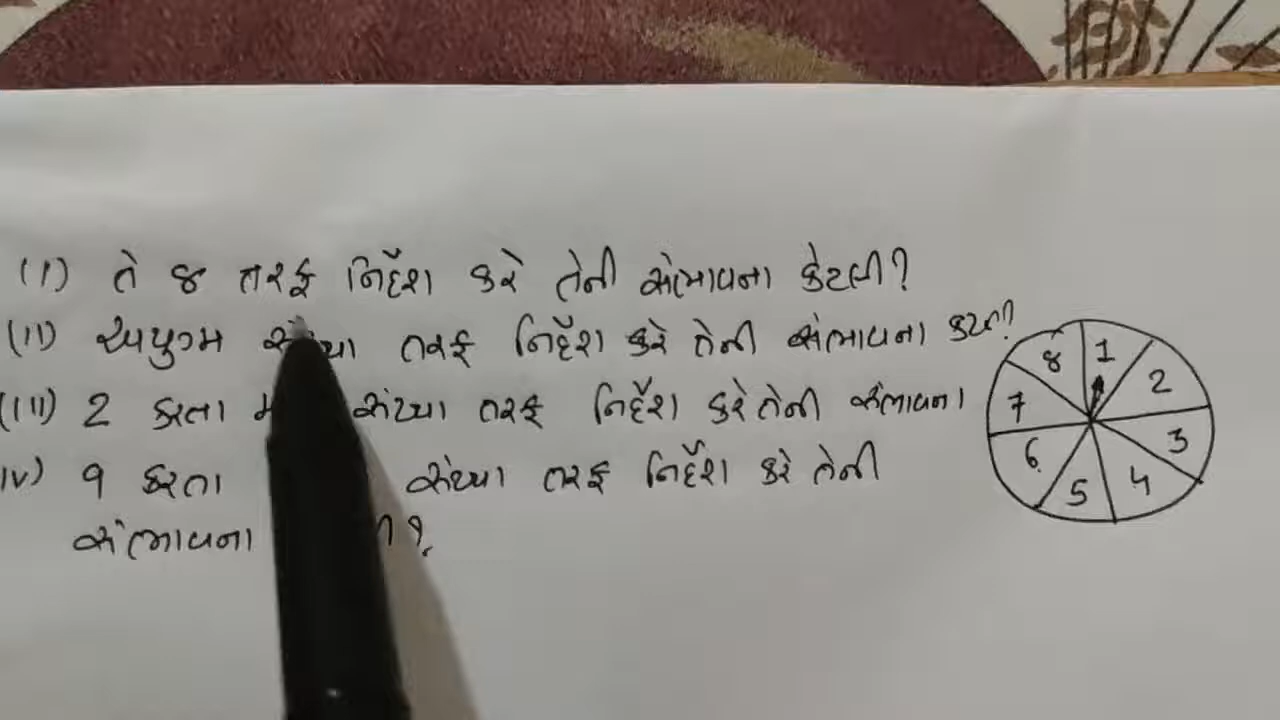 (I) તે 8 તરફ નિર્દેશ કરે તેની સંભાવના કેટલી?
(II) અયુગ્મ તરફ નિર્દેશ કરે તેની સંભાવના કેટલી?
(III) 2 કરતા સંખ્યા તરફ નિર્દેશ કરે તેની સંભાવના
IV) 9 કરતા સંખ્યા તરફ નિર્દેશ કરે તેની
સંભાવના
8 1
7 2
6 3
5 4